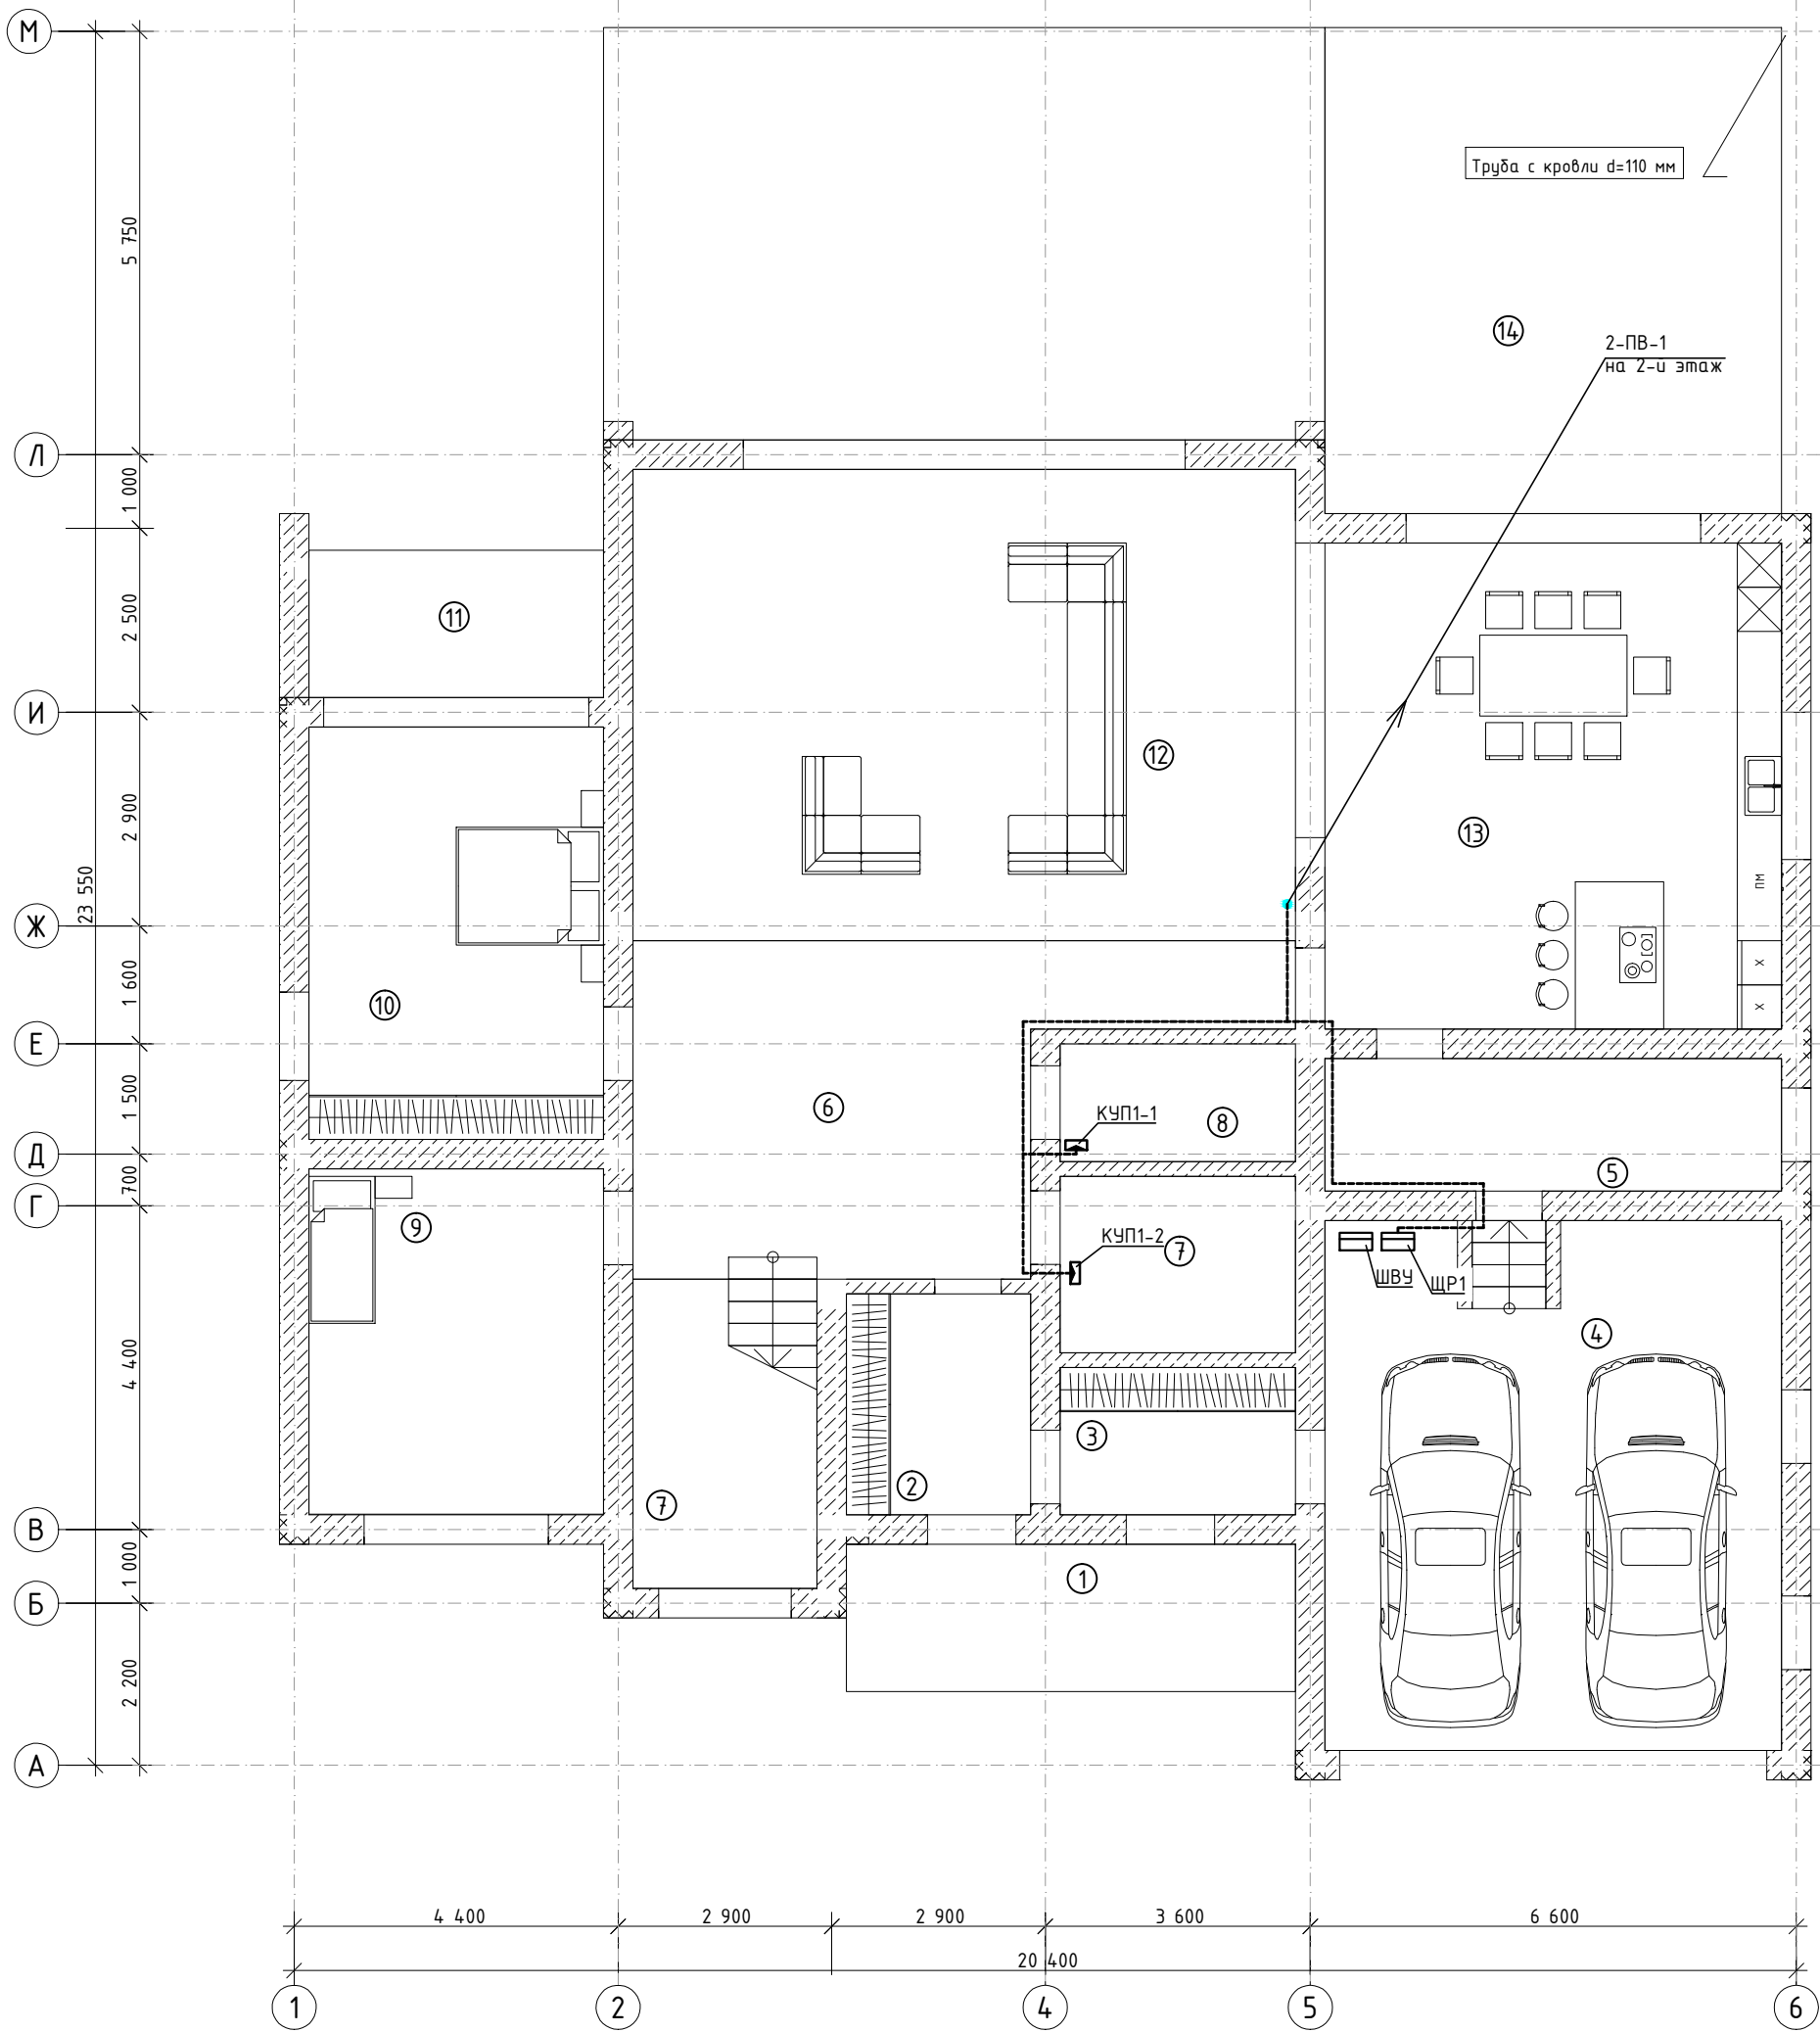 М
5 750
Труба с кровли d=110 мм
14
2-ПВ-1
на 2-й этаж
Л
1 000
11
2 500
И
12
2 900
13
23 550
ПМ
Ж
1 600
10
X
X
Е
1 500
6
КУП1-1
8
Д
700
5
Г
9
КУП1-2
7
ШВУ
ЩР1
4
4 400
3
2
7
В
1 000
1
Б
2 200
А
4 400
2 900
2 900
3 600
6 600
20 400
1
2
4
5
6